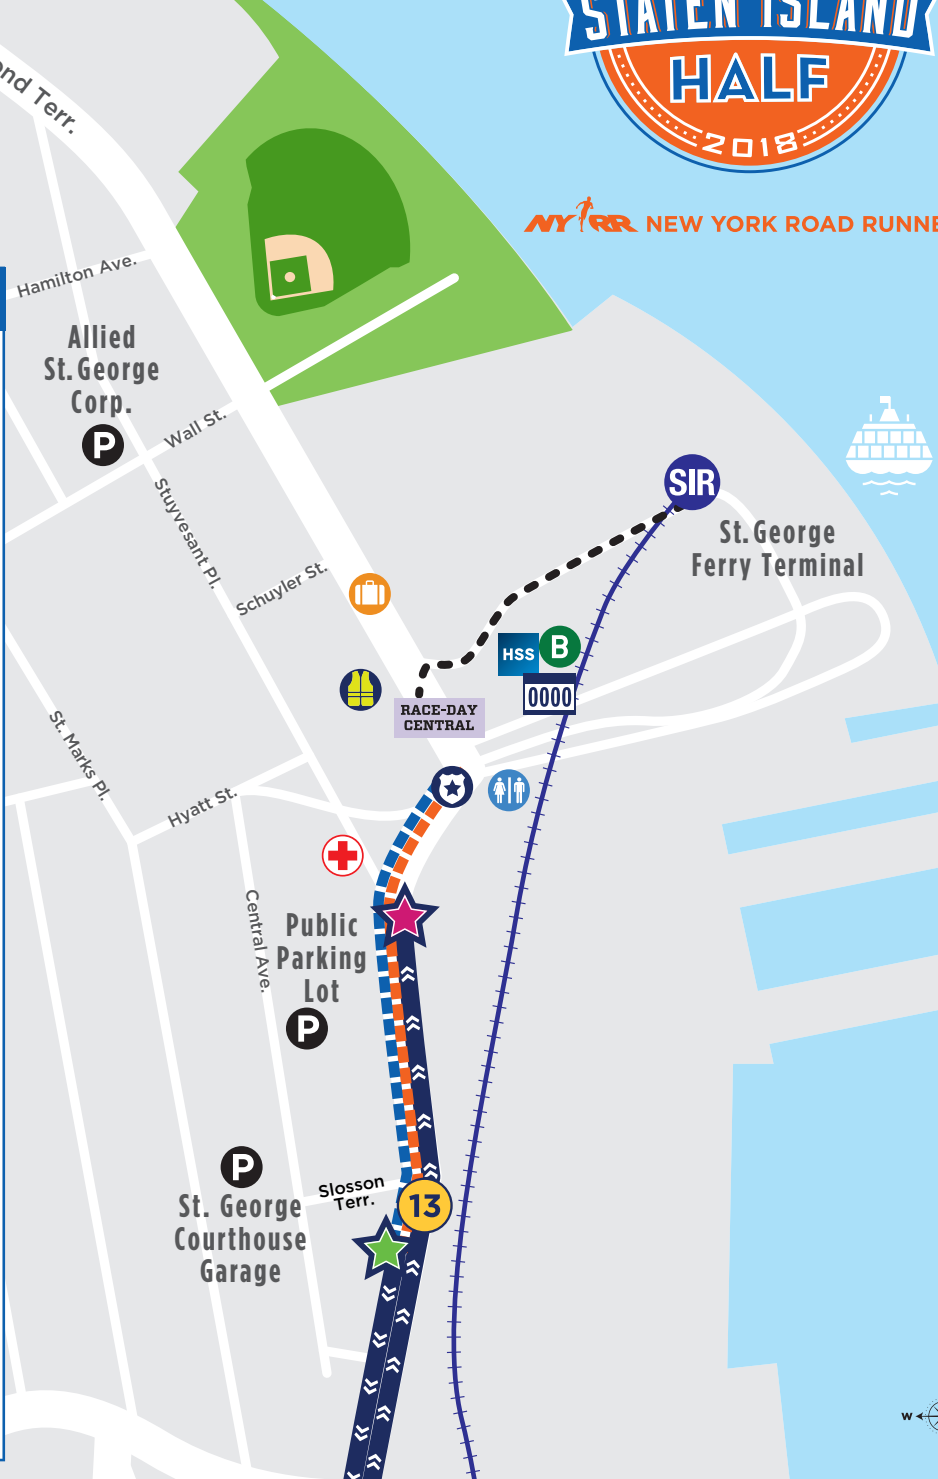 STATEN ISLAND
HALF
2018
NYRR NEW YORK ROAD RUNNE
ond Terr.
Hamilton Ave.
Allied
St. George
Corp.
P
Wall St.
Stuyvesant Pl.
Schuyler St.
SIR
St. George
Ferry Terminal
HSS
B
0000
RACE-DAY
CENTRAL
St. Marks Pl.
Hyatt St.
Central Ave.
Public
Parking
Lot
P
P
St. George
Courthouse
Garage
Slosson
Terr.
13
W